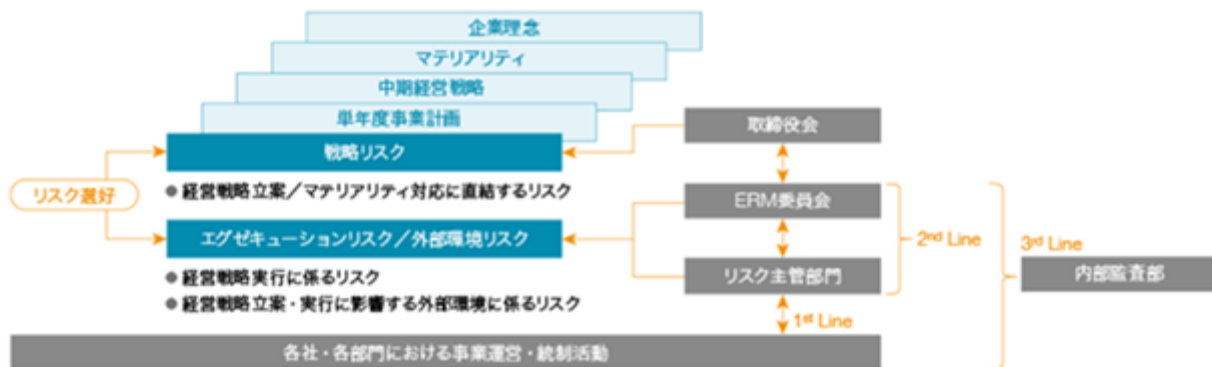 企業理念
マテリアリティ
中期経営戦略
単年度事業計画
戦略リスク
取締役会
リスク選好
● 経営戦略立案／マテリアリティ対応に直結するリスク
ERM委員会
エグゼキューションリスク／外部環境リスク
2nd Line
3rd Line
● 経営戦略実行に係るリスク
リスク主管部門
内部監査部
● 経営戦略立案・実行に影響する外部環境に係るリスク
1st Line
各社・各部門における事業運営・統制活動